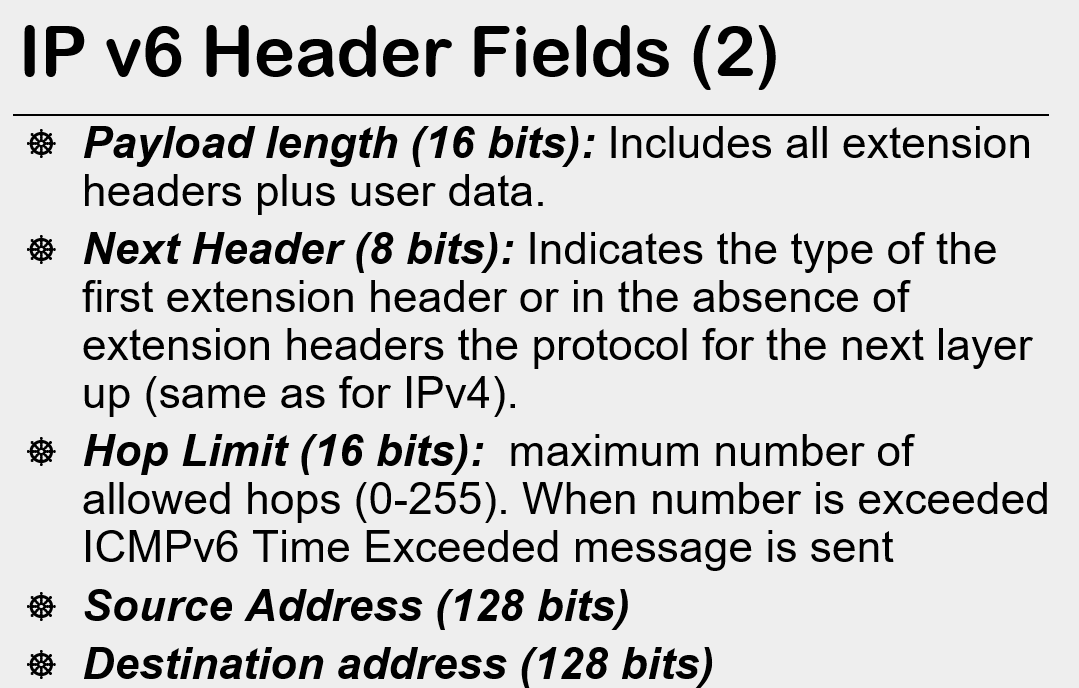 IP v6 Header Fields (2)
Payload length (16 bits): Includes all extension
headers plus user data.
Next Header (8 bits): Indicates the type of the
first extension header or in the absence of
extension headers the protocol for the next layer
up (same as for IPv4).
Hop Limit (16 bits):  maximum number of
allowed hops (0-255). When number is exceeded
ICMPv6 Time Exceeded message is sent
Source Address (128 bits)
Destination address (128 bits)